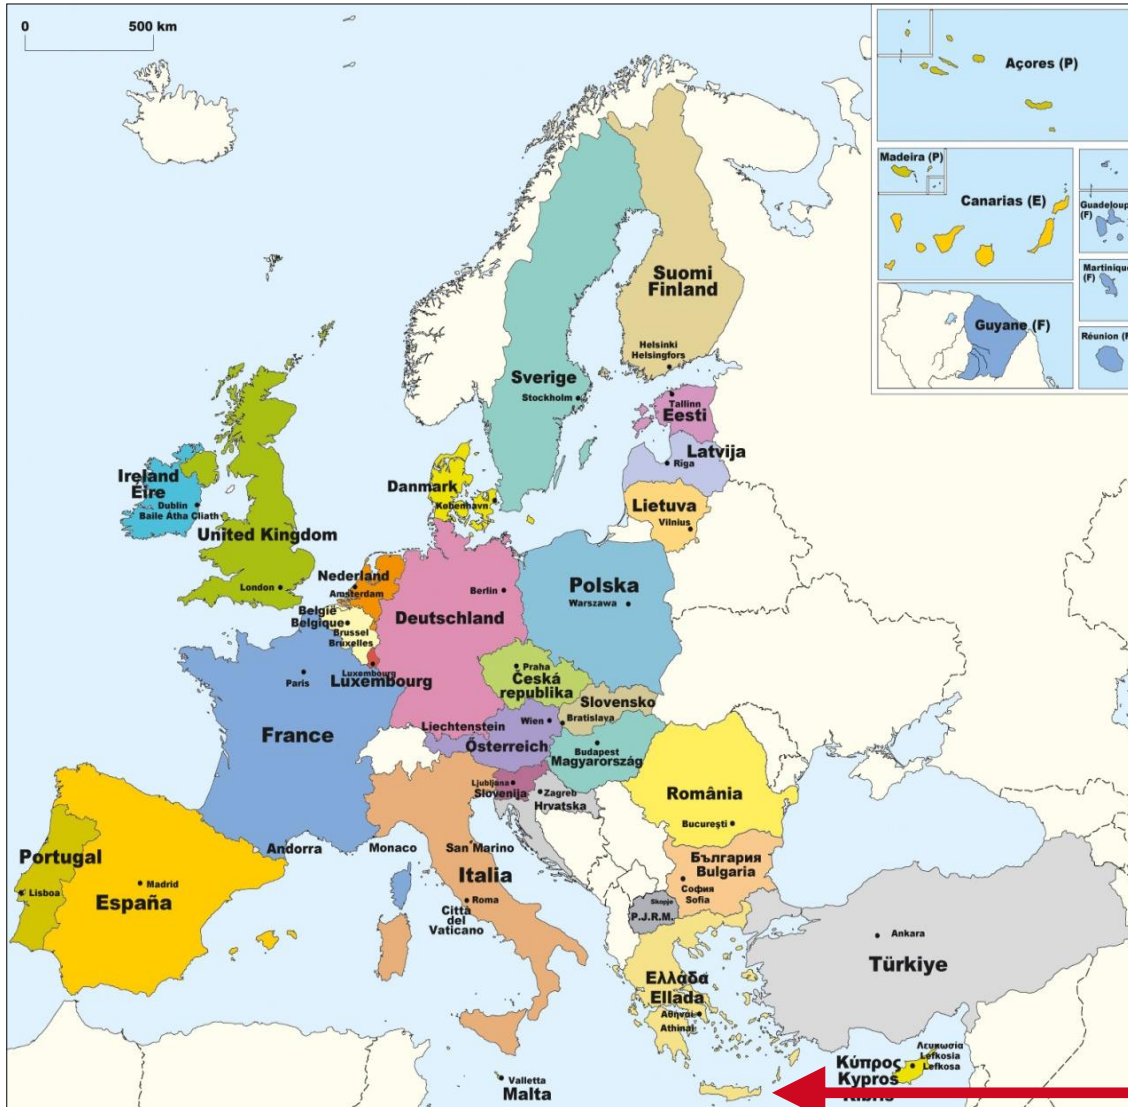 0 500 km
Açores (P)
Madeira (P)
Canarias (E)
Guadeloup
(F)
Martinique
(F)
Guyane (F)
Réunion (F
Suomi
Finland
Helsinki
Helsingfors
Sverige
Stockholm
Tallinn
Eesti
Latvija
Rīga
Lietuva
Vilnius
Danmark
København
Ireland
Éire
Dublin
Baile Átha Cliath
United Kingdom
London
Nederland
Amsterdam
België
Belgique
Brussel
Bruxelles
Luxembourg
Luxembourg
Deutschland
Berlin
Polska
Warszawa
Praha
Česká
republika
Slovensko
Bratislava
Liechtenstein
Wien
Österreich
Budapest
Magyarország
Paris
France
Ljubljana
Slovenija
Zagreb
Hrvatska
România
Bucureşti
Andorra
Monaco
San Marino
Italia
Roma
Città
del
Vaticano
Portugal
Lisboa
Madrid
España
България
Bulgaria
София
Sofia
Skopje
P.J.R.M.
Ελλάδα
Ellada
Αθήναι
Athinai
Ankara
Türkiye
Valletta
Malta
Λευκωσία
Lefkosia
Lefkosa
Κύπρος
Kypros